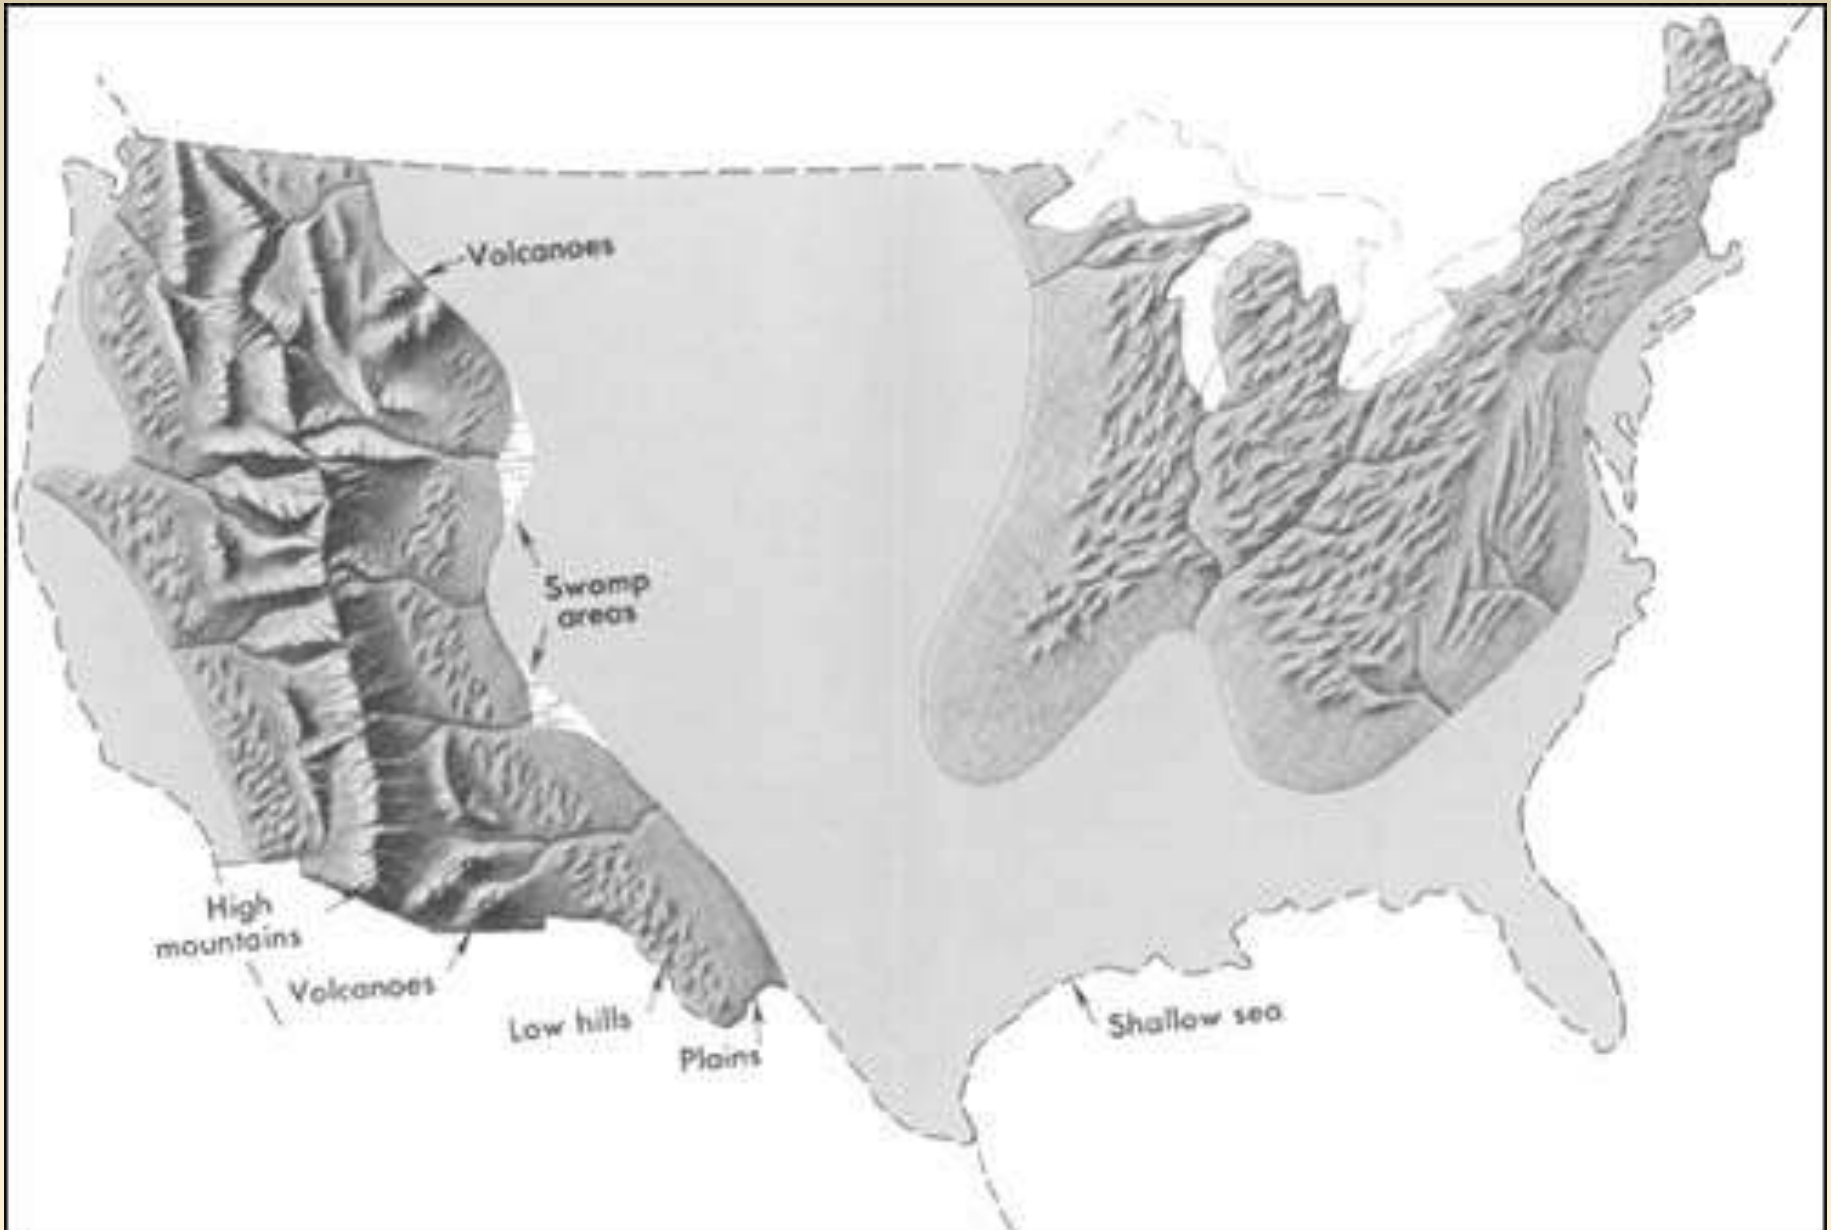 Volcanoes
Swamp
areas
High
mountains
Volcanoes
Low hills
Plains
Shallow sea